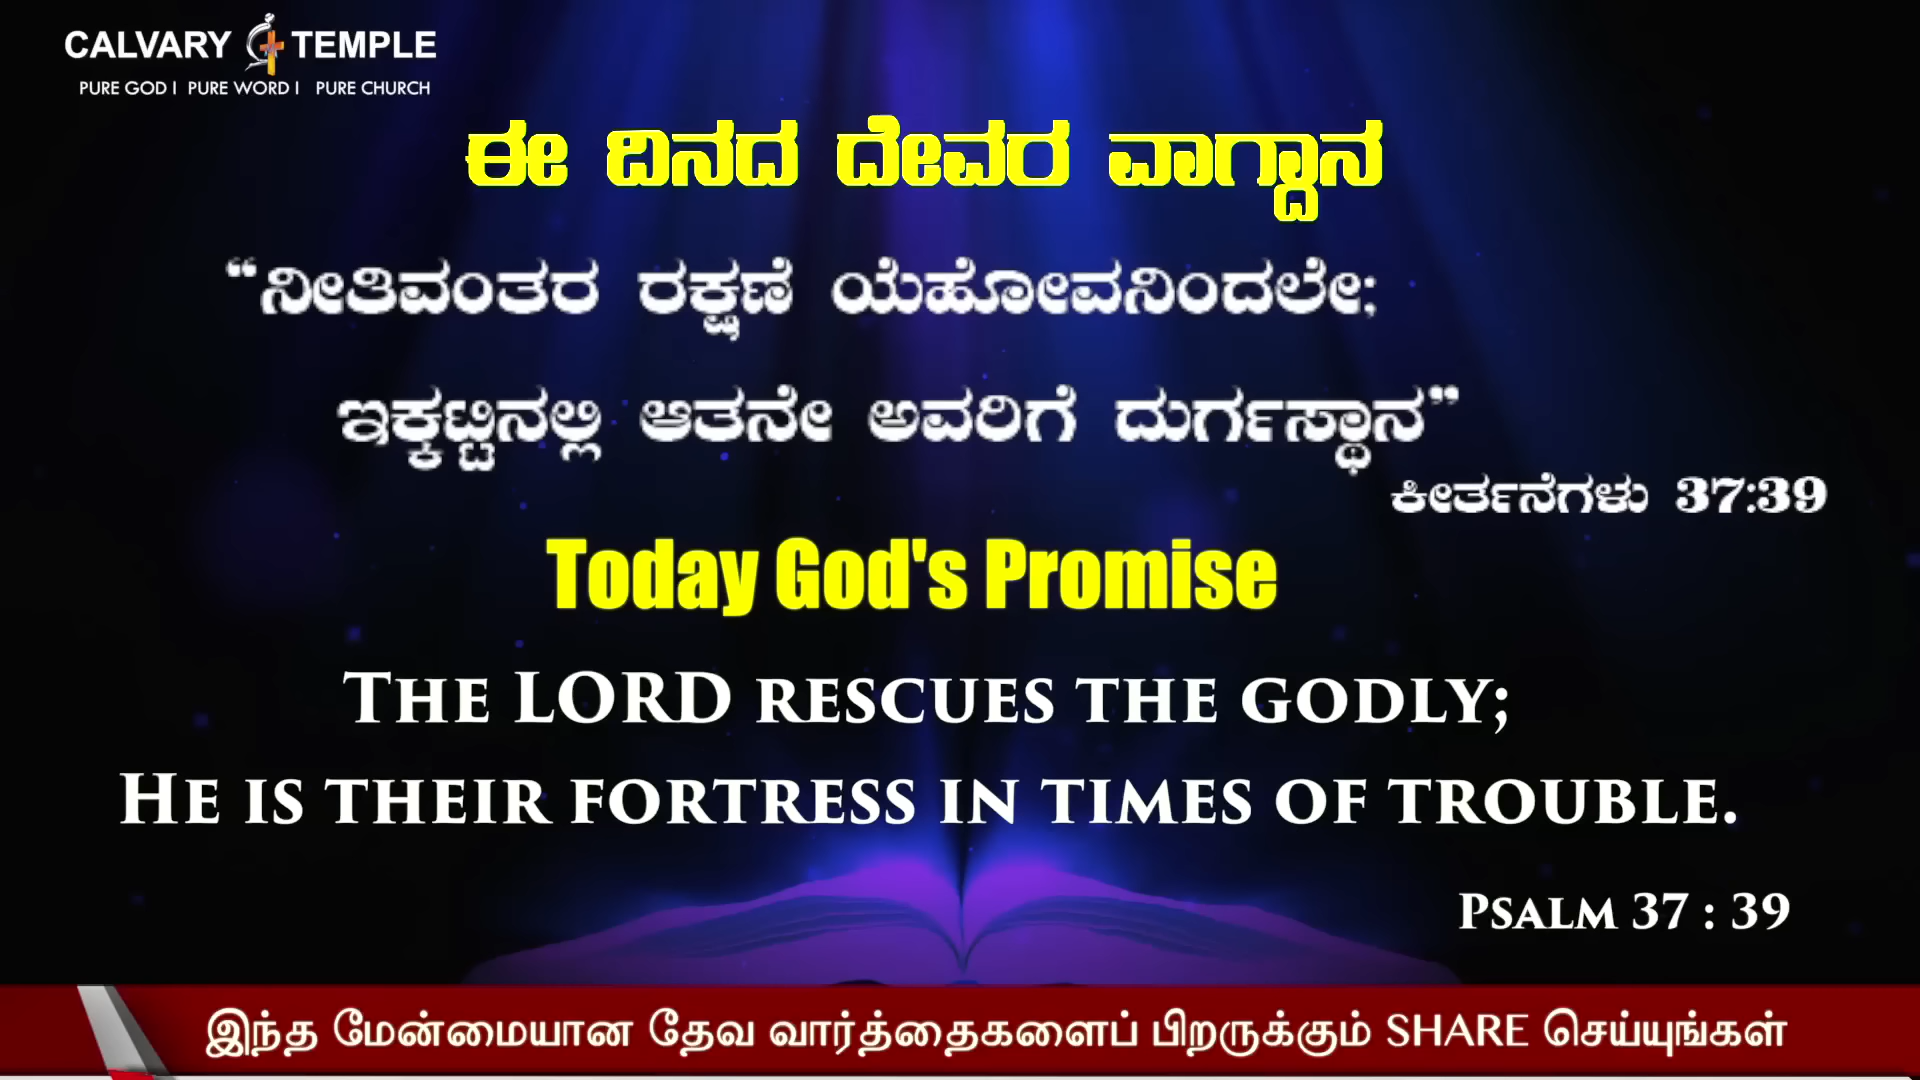 CALVARY TEMPLE
PURE GOD | PURE WORD | PURE CHURCH
ಈ ದಿನದ ದೇವರ ವಾಗ್ದಾನ
“ನೀತಿವಂತರ ರಕ್ಷಣೆ ಯೆಹೋವನಿಂದಲೇ;
ಇಕ್ಕಟ್ಟಿನಲ್ಲಿ ಆತನೇ ಅವರಿಗೆ ದುರ್ಗಸ್ಥಾನ”
ಕೀರ್ತನೆಗಳು 37:39
Today God's Promise
The LORD rescues the godly;
He is their fortress in times of trouble.
Psalm 37 : 39
இந்த மேன்மையான தேவ வார்த்தைகளைப் பிறருக்கும் SHARE செய்யுங்கள்